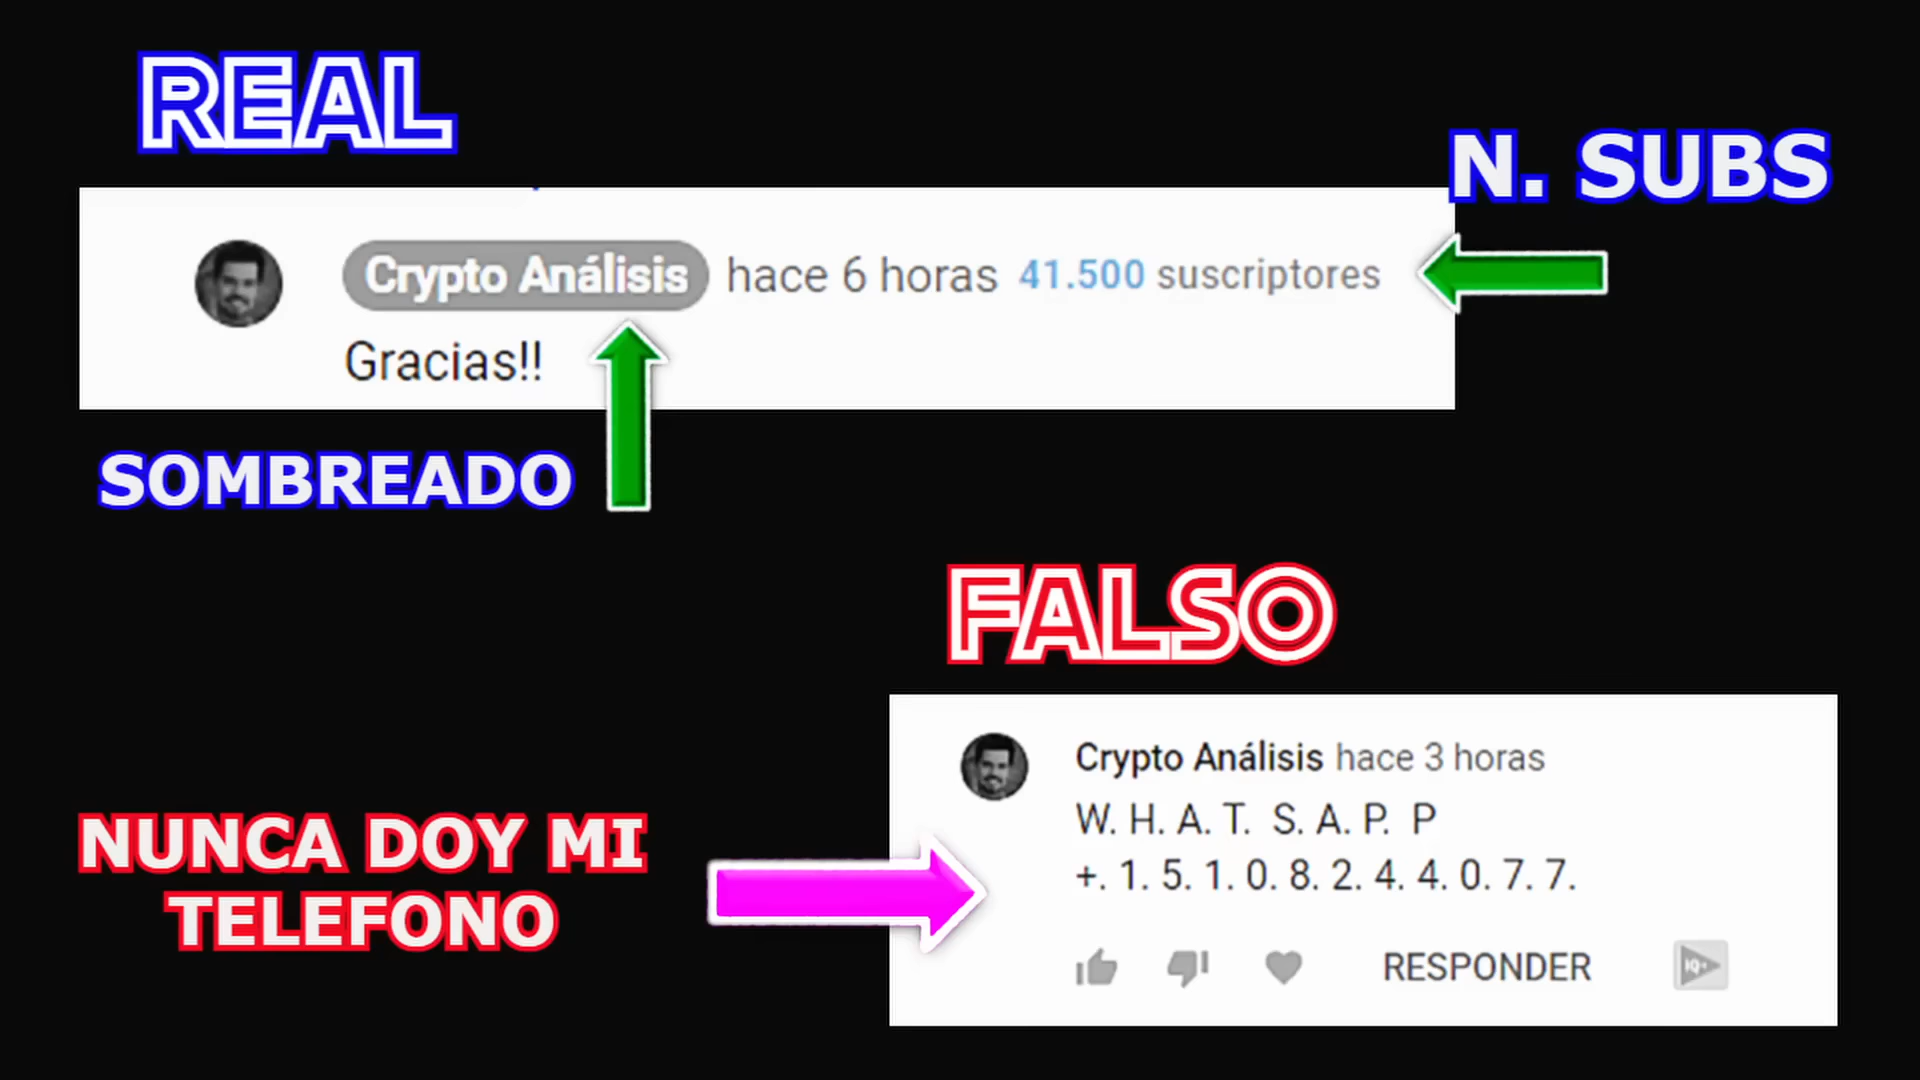 REAL
N. SUBS
Crypto Análisis hace 6 horas 41.500 suscriptores
Gracias!!
SOMBREADO
FALSO
Crypto Análisis hace 3 horas
W. H. A. T. S. A. P. P
+. 1. 5. 1. 0. 8. 2. 4. 4. 0. 7. 7.
NUNCA DOY MI
TELEFONO
RESPONDER
IQ+